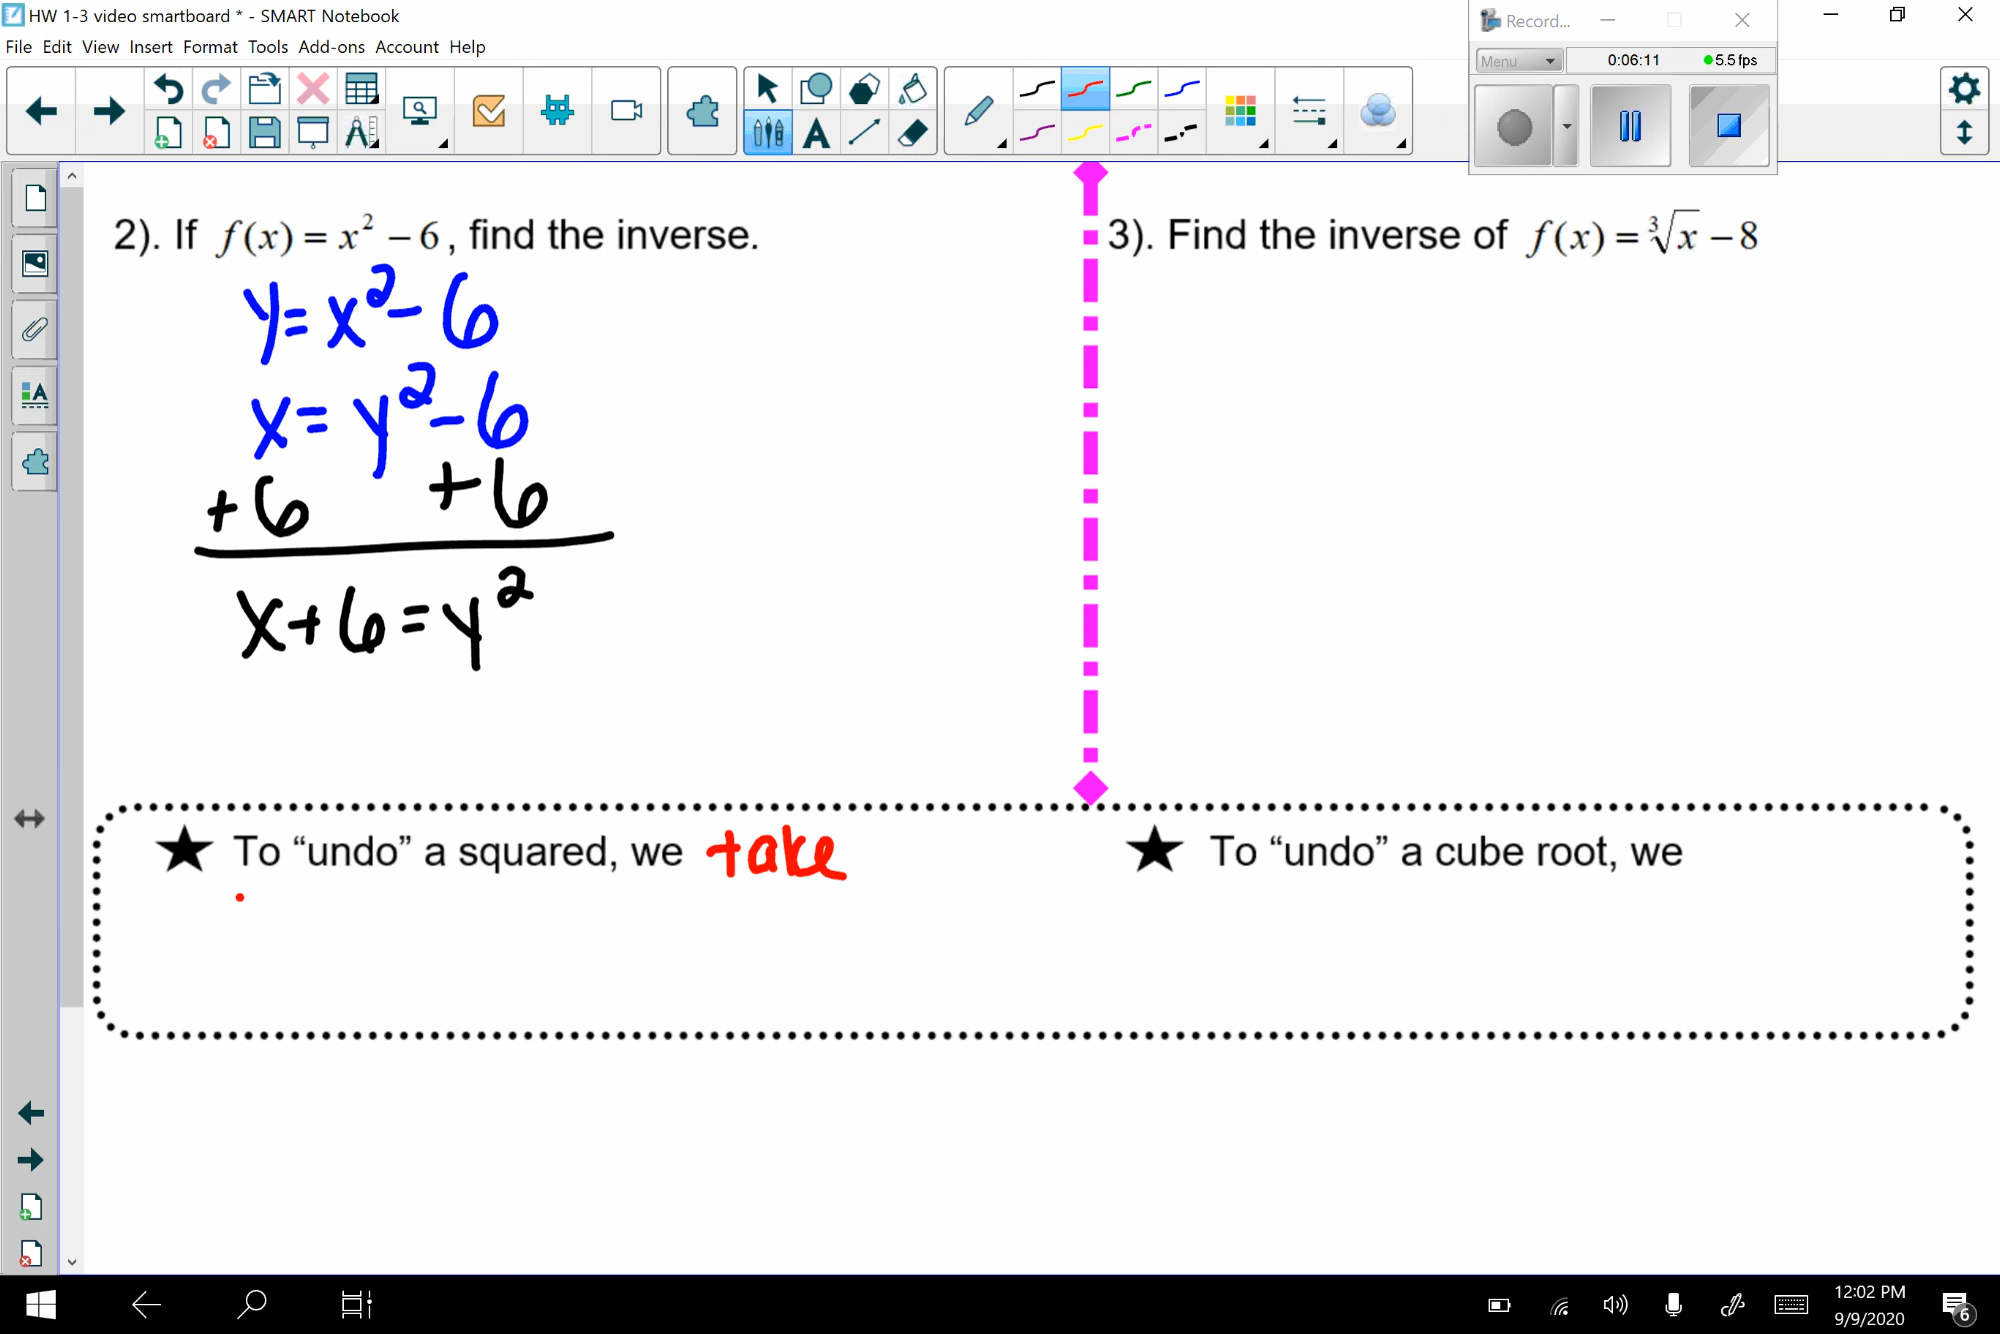 HW 1-3 video smartboard * - SMART Notebook
File Edit View Insert Format Tools Add-ons Account Help
Record...
Menu 0:06:11 5.5 fps
2). If f(x) = x² – 6, find the inverse.
y = x² - 6
x = y² - 6
+6 +6
x + 6 = y²
3). Find the inverse of f(x) = ∛x – 8
★ To “undo” a squared, we take
★ To “undo” a cube root, we
12:02 PM
9/9/2020
6